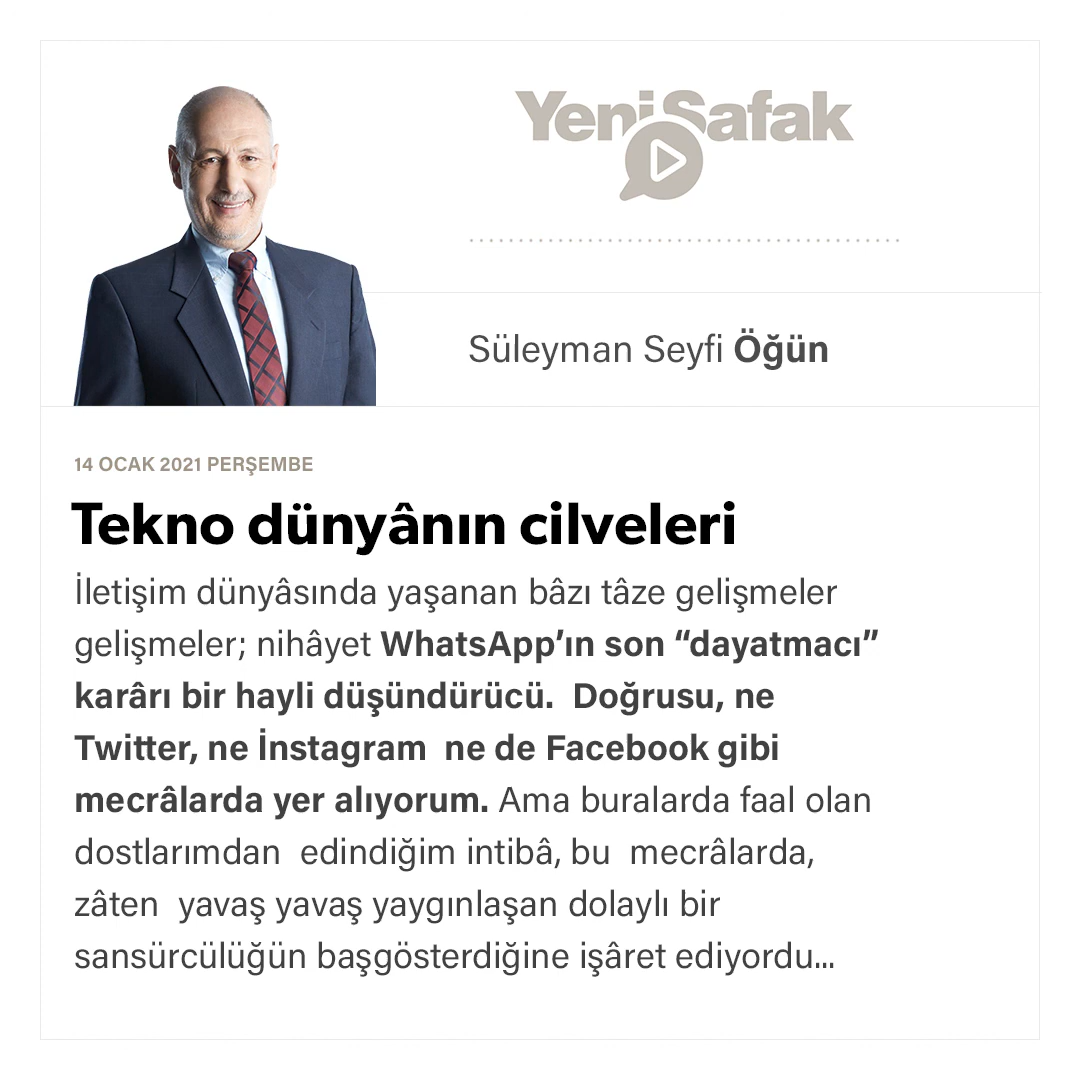 YeniŞafak
Süleyman Seyfi Öğün
14 OCAK 2021 PERŞEMBE
Tekno dünyânın cilveleri
İletişim dünyâsında yaşanan bâzı tâze gelişmeler
gelişmeler; nihâyet WhatsApp’ın son “dayatmacı”
karârı bir hayli düşündürücü. Doğrusu, ne
Twitter, ne İnstagram ne de Facebook gibi
mecrâlarda yer alıyorum. Ama buralarda faal olan
dostlarımdan edindiğim intibâ, bu mecrâlarda,
zâten yavaş yavaş yaygınlaşan dolaylı bir
sansürcülüğün başgösterdiğine işâret ediyordu...